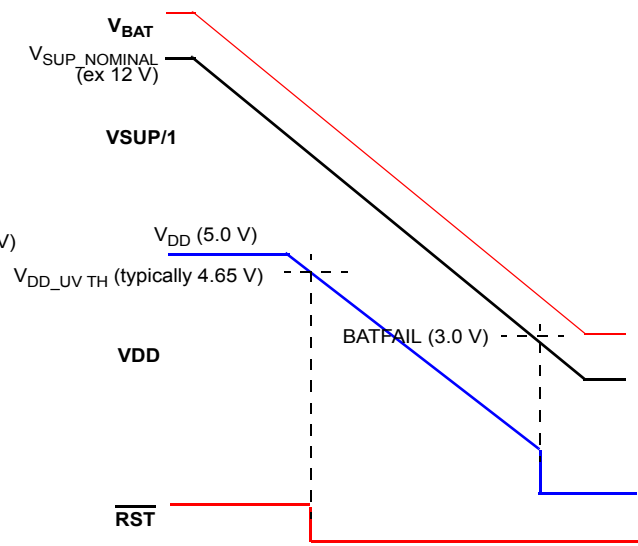 VBAT
VSUP_NOMINAL
(ex 12 V)
VSUP/1
V)
VDD (5.0 V)
VDD_UV TH (typically 4.65 V)
BATFAIL (3.0 V)
VDD
RST